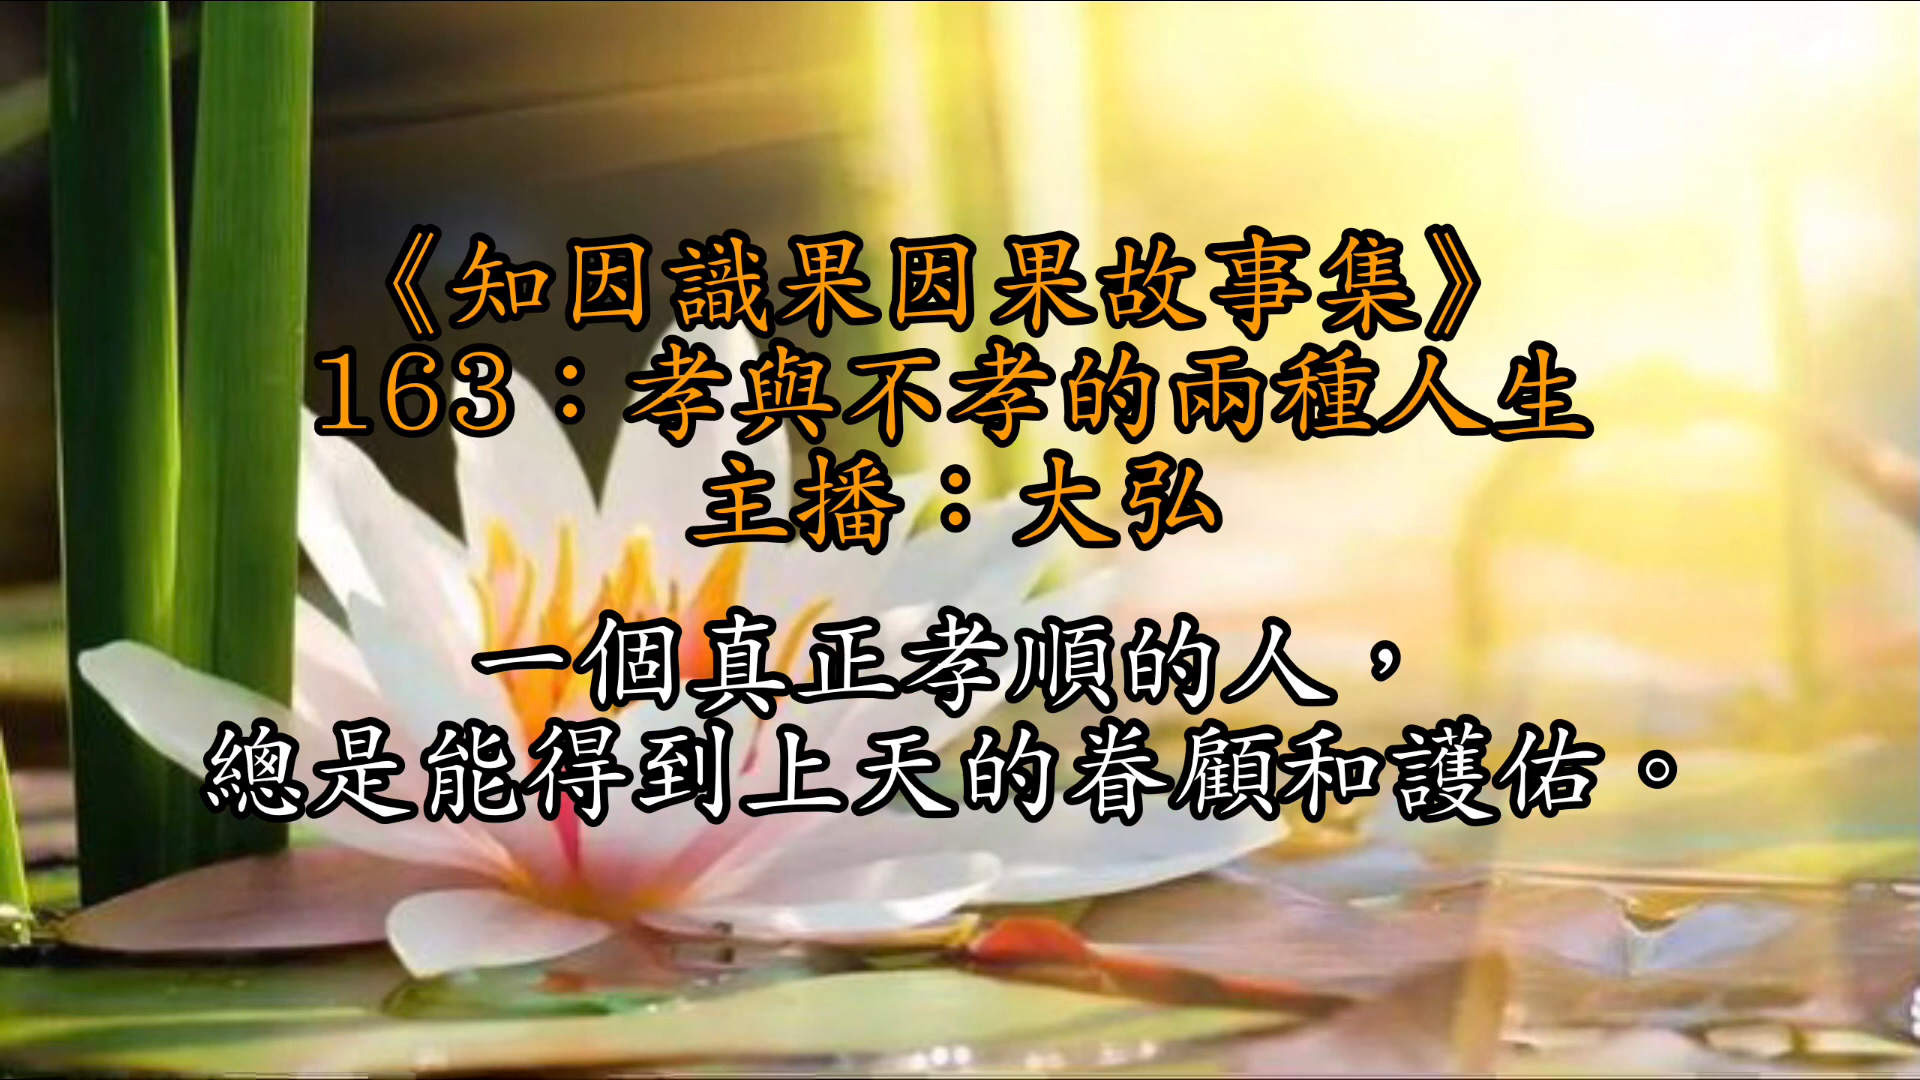 《知因識果因果故事集》
163：孝與不孝的兩種人生
主播：大弘
一個真正孝順的人，
總是能得到上天的眷顧和護佑。